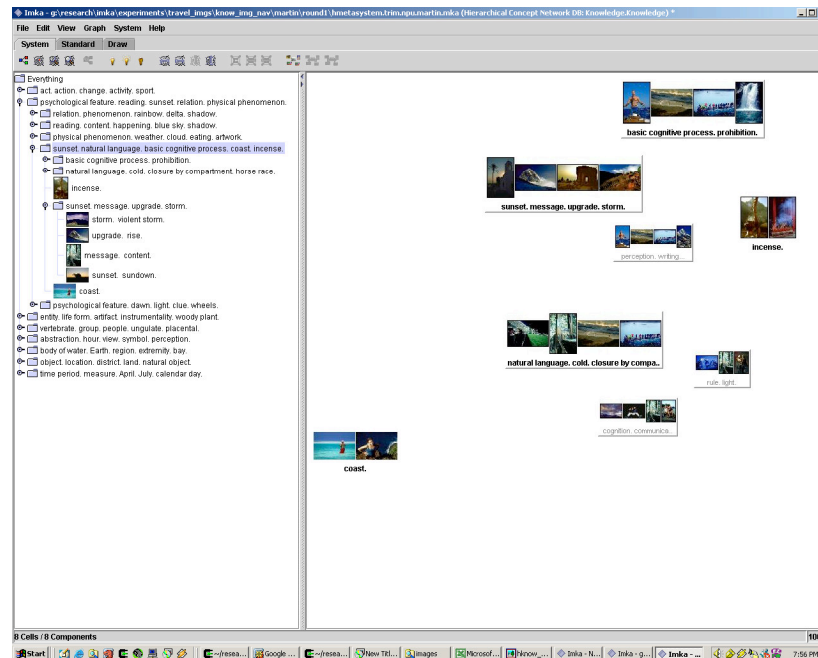 Imka - g:\research\imka\experiments\travel_imgs\know_img_nav\martin\round1\hmetasystem.trim.npu.martin.mka (Hierarchical Concept Network DB: Knowledge.Knowledge) *
File Edit View Graph System Help
System Standard Draw
Everything
act. action. change. activity. sport.
psychological feature. reading. sunset. relation. physical phenomenon.
relation. phenomenon. rainbow. delta. shadow.
reading. content. happening. blue sky. shadow.
physical phenomenon. weather. cloud. eating. artwork.
sunset. natural language. basic cognitive process. coast. incense.
basic cognitive process. prohibition.
natural language. cold. closure by compartment. horse race.
incense.
sunset. message. upgrade. storm.
storm. violent storm.
upgrade. rise.
message. content.
sunset. sundown.
coast.
psychological feature. dawn. light. clue. wheels.
entity. life form. artifact. instrumentality. woody plant.
vertebrate. group. people. ungulate. placental.
abstraction. hour. view. symbol. perception.
body of water. Earth. region. extremity. bay.
object. location. district. land. natural object.
time period. measure. April. July. calendar day.
basic cognitive process. prohibition.
sunset. message. upgrade. storm.
incense.
perception. writing...
natural language. cold. closure by compa..
rule. light.
cognition. communica...
coast.
8 Cells / 8 Components
100
Start
~/resea...
Google ...
~/resea...
New Titl...
images
Microsof...
hknow_...
Imka - N...
Imka - g...
Imka - ...
7:56 PM